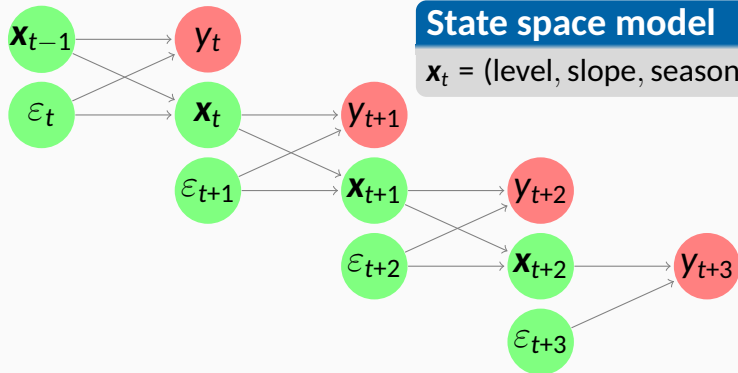 x_{t−1} y_t State space model
x_t = (level, slope, season
ε_t x_t y_{t+1}
ε_{t+1} x_{t+1} y_{t+2}
ε_{t+2} x_{t+2} y_{t+3}
ε_{t+3}